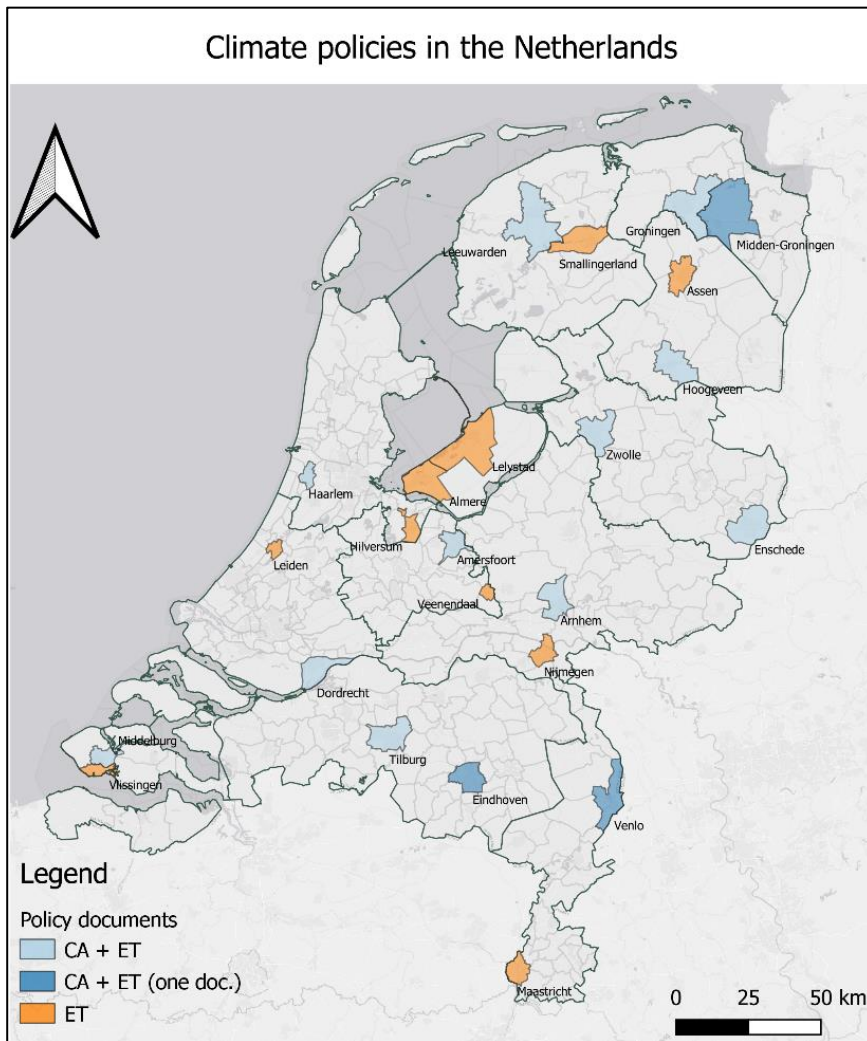 Climate policies in the Netherlands
Groningen
Leeuwarden
Midden-Groningen
Smallingerland
Assen
Hoogeveen
Zwolle
Lelystad
Haarlem
Almere
Enschede
Hilversum
Amersfoort
Leiden
Veenendaal
Arnhem
Nijmegen
Dordrecht
Middelburg
Tilburg
Vlissingen
Eindhoven
Venlo
Legend
Policy documents
CA + ET
CA + ET (one doc.)
ET
Maastricht
0 25 50 km